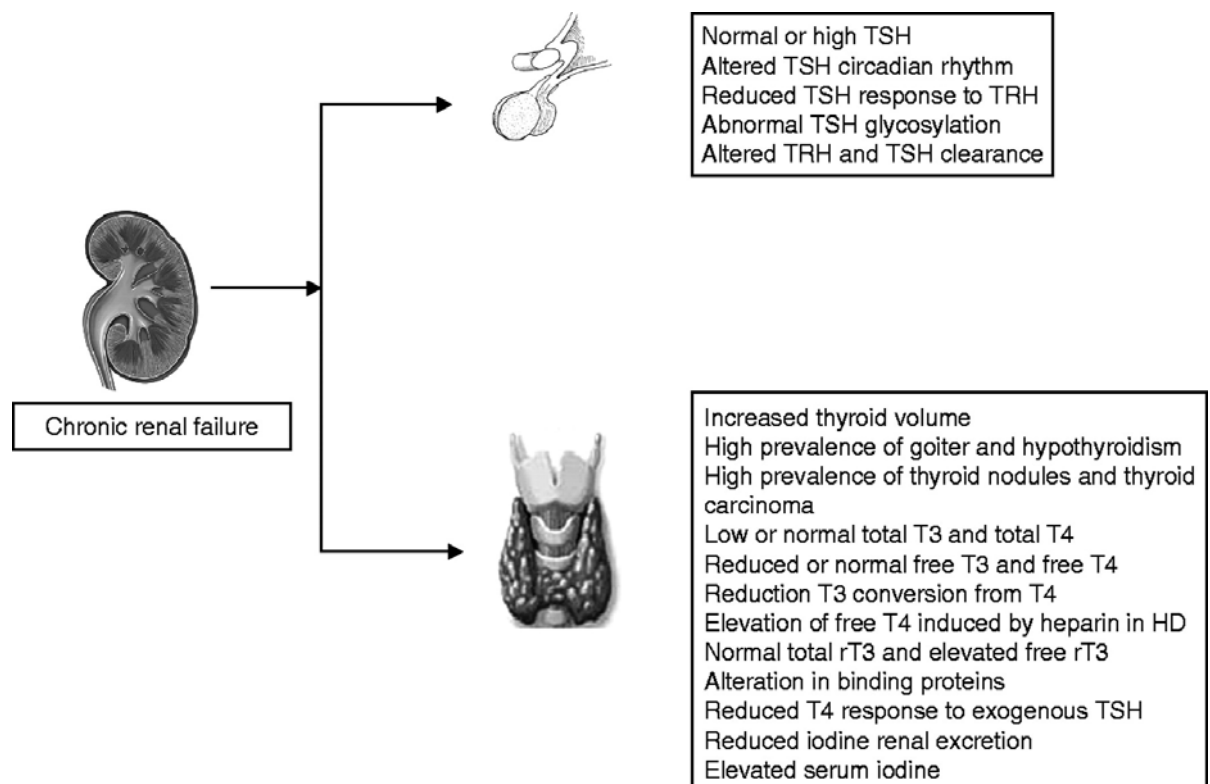 Normal or high TSH
Altered TSH circadian rhythm
Reduced TSH response to TRH
Abnormal TSH glycosylation
Altered TRH and TSH clearance
Chronic renal failure
Increased thyroid volume
High prevalence of goiter and hypothyroidism
High prevalence of thyroid nodules and thyroid
carcinoma
Low or normal total T3 and total T4
Reduced or normal free T3 and free T4
Reduction T3 conversion from T4
Elevation of free T4 induced by heparin in HD
Normal total rT3 and elevated free rT3
Alteration in binding proteins
Reduced T4 response to exogenous TSH
Reduced iodine renal excretion
Elevated serum iodine